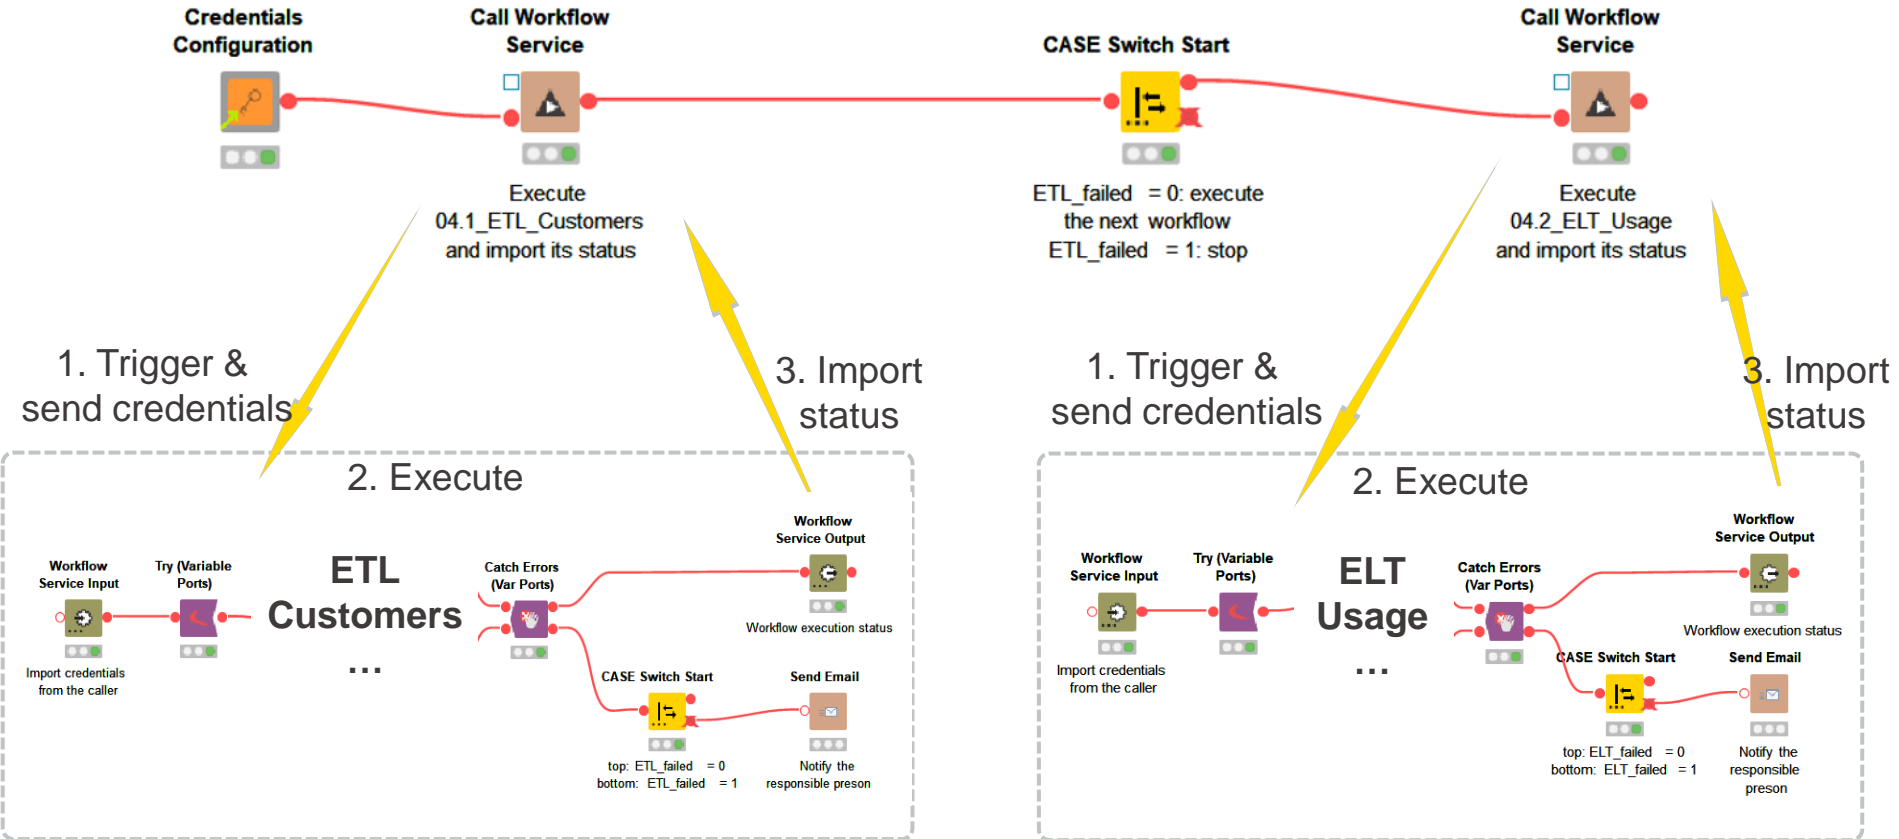 Credentials
Configuration
Call Workflow
Service
CASE Switch Start
Call Workflow
Service
Execute
04.1_ETL_Customers
and import its status
ETL_failed = 0: execute
the next workflow
ETL_failed = 1: stop
Execute
04.2_ELT_Usage
and import its status
1. Trigger &
send credentials
3. Import
status
1. Trigger &
send credentials
3. Import
status
2. Execute
Workflow
Service Input
Import credentials
from the caller
Try (Variable
Ports)
ETL
Customers
...
Catch Errors
(Var Ports)
Workflow
Service Output
Workflow execution status
CASE Switch Start
top: ETL_failed = 0
bottom: ETL_failed = 1
Send Email
Notify the
responsible preson
2. Execute
Workflow
Service Input
Import credentials
from the caller
Try (Variable
Ports)
ELT
Usage
...
Catch Errors
(Var Ports)
Workflow
Service Output
Workflow execution status
CASE Switch Start
top: ELT_failed = 0
bottom: ELT_failed = 1
Send Email
Notify the
responsible
preson